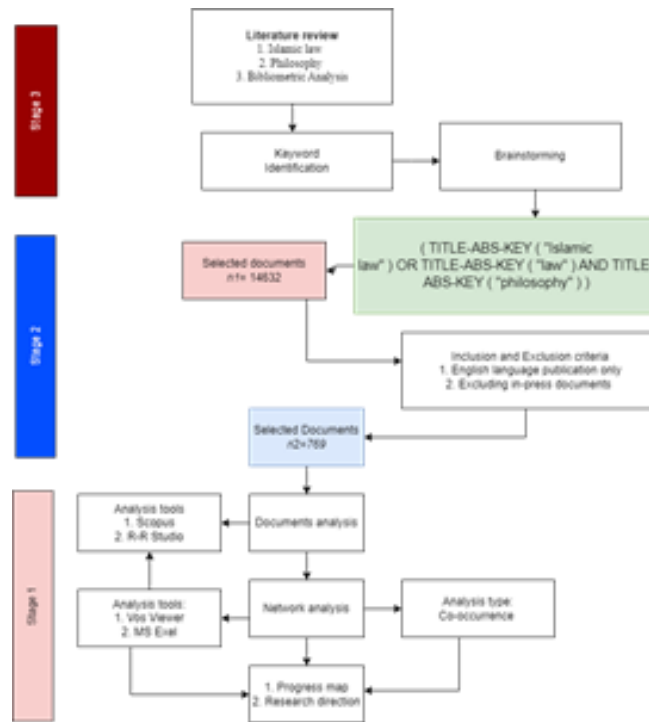 Stage 3
Literature review
1. Islamic law
2. Philosophy
3. Bibliometric Analysis
Keyword
Identification
Brainstorming
Stage 2
( TITLE-ABS-KEY ( "Islamic
law" ) OR TITLE-ABS-KEY ( "law" ) AND TITLE
ABS-KEY ( "philosophy" ) )
Selected documents
n1= 14632
Inclusion and Exclusion criteria
1. English language publication only
2. Excluding in-press documents
Selected Documents
n2=769
Stage 1
Analysis tools
1. Scopus
2. R-R Studio
Documents analysis
Analysis tools:
1. Vos Viewer
2. MS Exal
Network analysis
Analysis type:
Co-occurrence
1. Progress map
2. Research direction